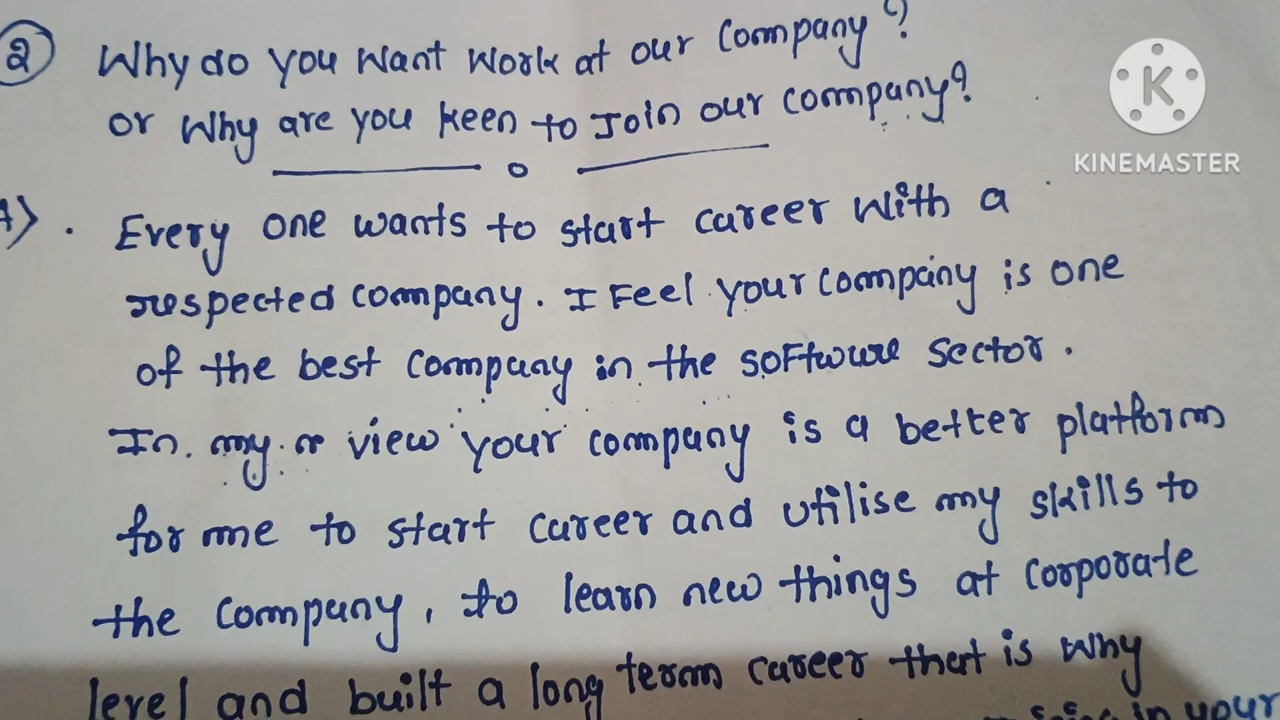 2 Why do you want work at our company?
or why are you keen to Join our company?
K
KINEMASTER
A) . Every one wants to start career with a
respected company. I Feel your company is one
of the best company in the software sector.
In my view your company is a better platform
for me to start career and utilise my skills to
the company, to learn new things at corporate
level and built a long term career that is why
in your